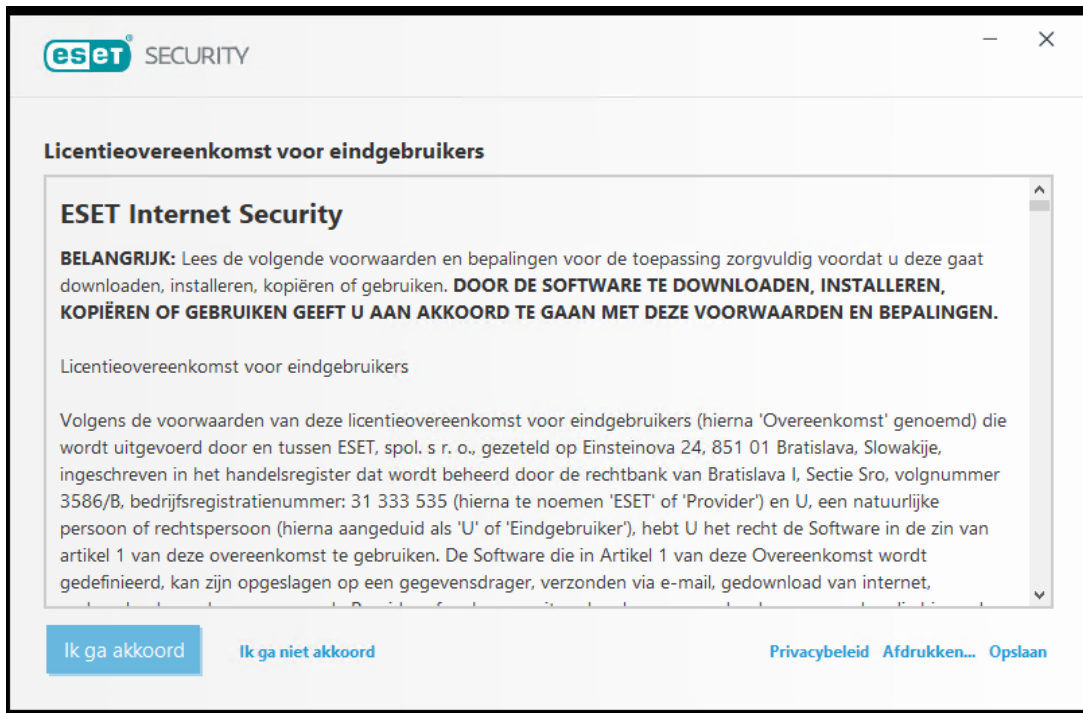 eset SECURITY
Licentieovereenkomst voor eindgebruikers
ESET Internet Security
BELANGRIJK: Lees de volgende voorwaarden en bepalingen voor de toepassing zorgvuldig voordat u deze gaat
downloaden, installeren, kopiëren of gebruiken. DOOR DE SOFTWARE TE DOWNLOADEN, INSTALLEREN,
KOPIËREN OF GEBRUIKEN GEEFT U AAN AKKOORD TE GAAN MET DEZE VOORWAARDEN EN BEPALINGEN.
Licentieovereenkomst voor eindgebruikers
Volgens de voorwaarden van deze licentieovereenkomst voor eindgebruikers (hierna 'Overeenkomst' genoemd) die
wordt uitgevoerd door en tussen ESET, spol. s r. o., gezeteld op Einsteinova 24, 851 01 Bratislava, Slowakije,
ingeschreven in het handelsregister dat wordt beheerd door de rechtbank van Bratislava I, Sectie Sro, volgnummer
3586/B, bedrijfsregistratienummer: 31 333 535 (hierna te noemen 'ESET' of 'Provider') en U, een natuurlijke
persoon of rechtspersoon (hierna aangeduid als 'U' of 'Eindgebruiker'), hebt U het recht de Software in de zin van
artikel 1 van deze overeenkomst te gebruiken. De Software die in Artikel 1 van deze Overeenkomst wordt
gedefinieerd, kan zijn opgeslagen op een gegevensdrager, verzonden via e-mail, gedownload van internet,
Ik ga akkoord Ik ga niet akkoord Privacybeleid Afdrukken... Opslaan